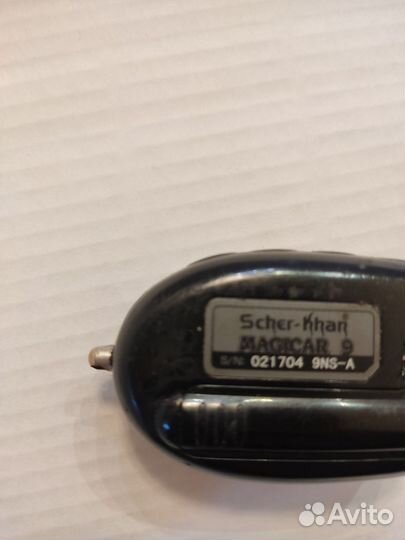 Scher-Khan
MAGICAR 9
S/N: 021704 9NS-A
Avito